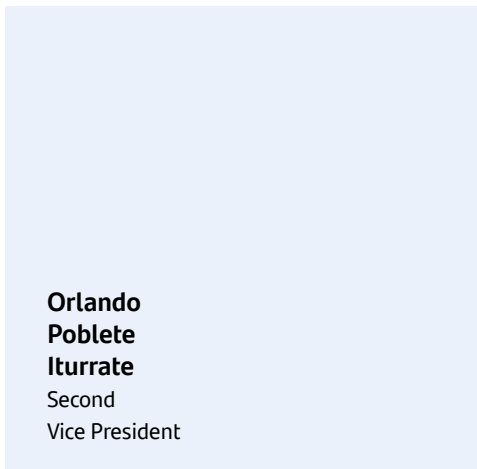 Orlando
Poblete
Iturrate
Second
Vice President